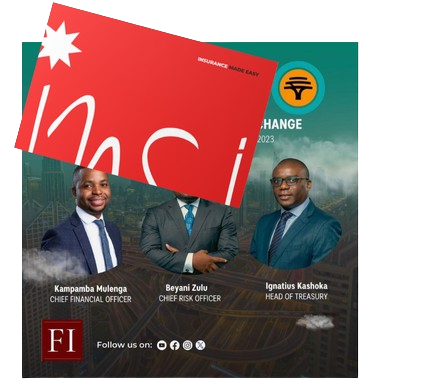 INSURANCE MADE EASY
CHANGE
2023
Kampamba Mulenga
CHIEF FINANCIAL OFFICER
Beyani Zulu
CHIEF RISK OFFICER
Ignatius Kashoka
HEAD OF TREASURY
FI
Follow us on: